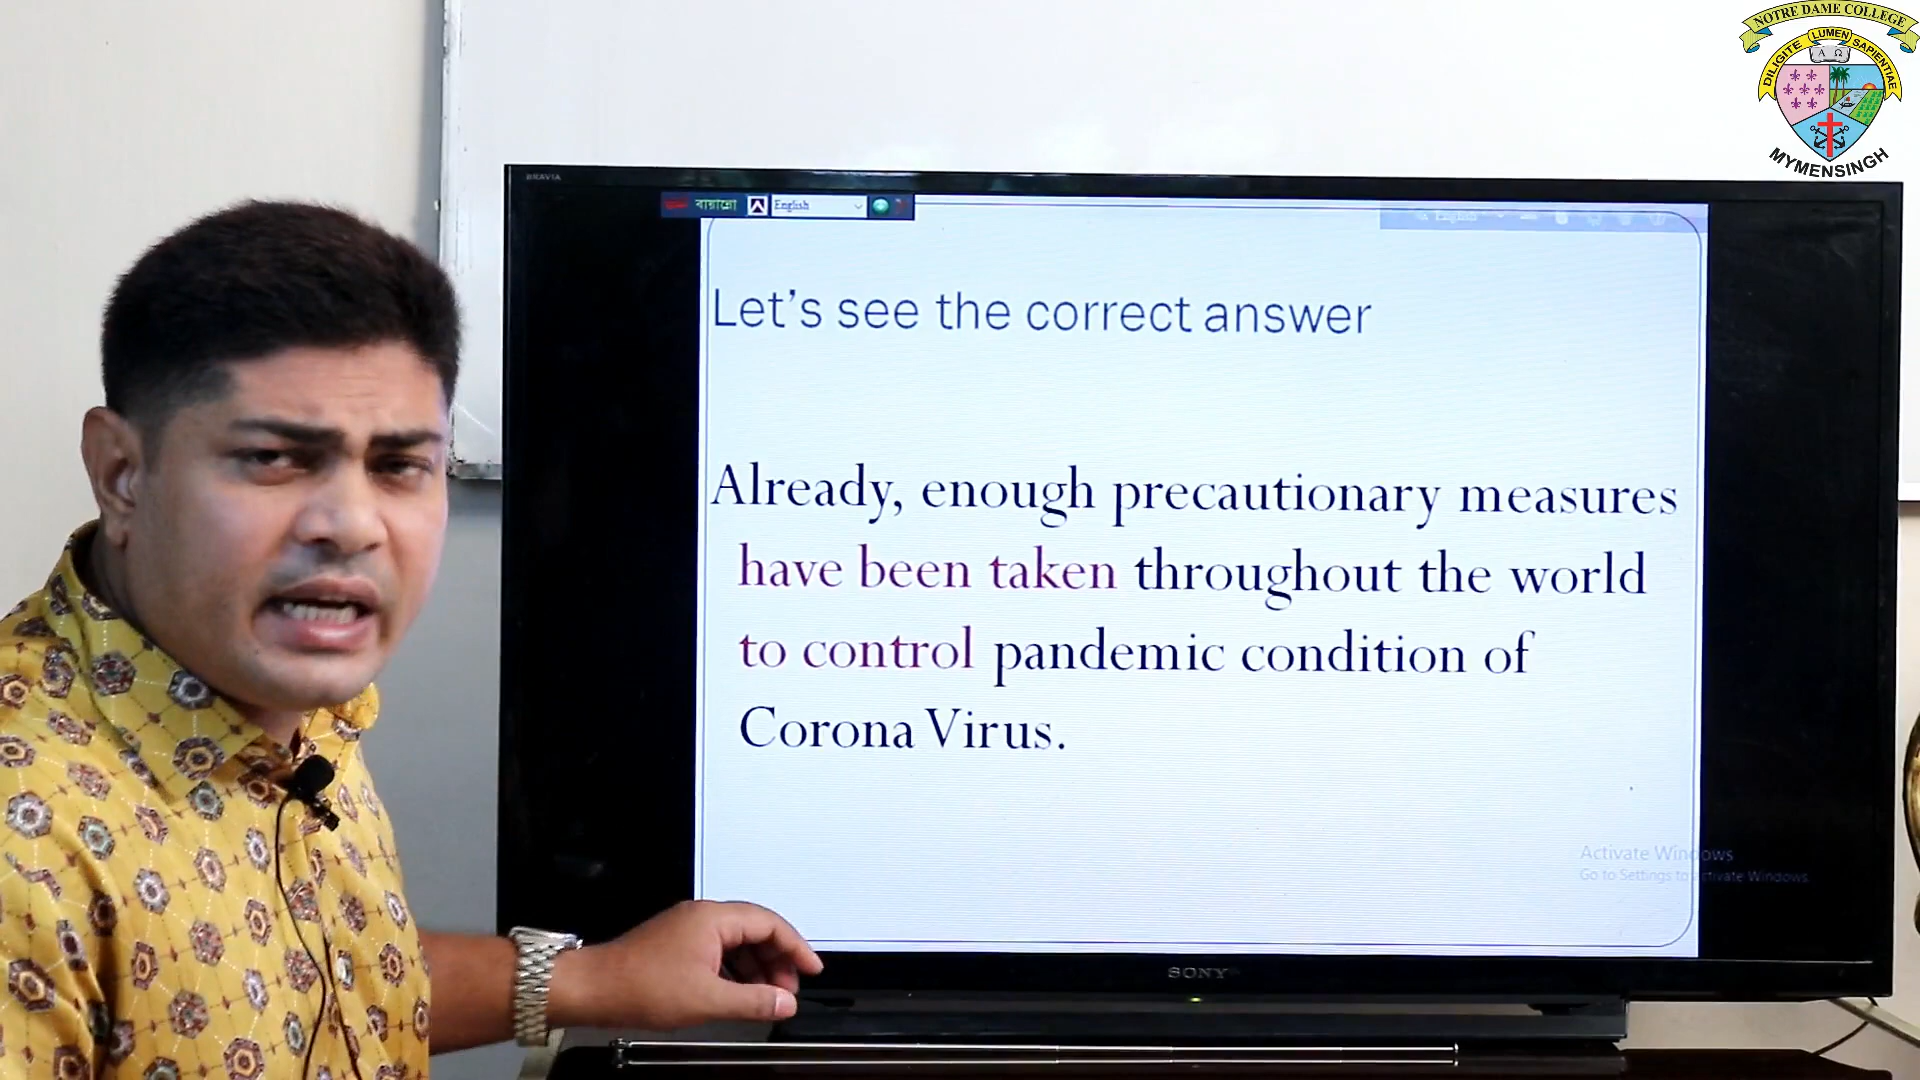 NOTRE DAME COLLEGE
DILIGITE LUMEN SAPIENTIAE
Α Ω
MYMENSINGH
BRAVIA
English
English
Let’s see the correct answer
Already, enough precautionary measures
have been taken throughout the world
to control pandemic condition of
Corona Virus.
Activate Windows
Go to Settings to activate Windows.
SONY